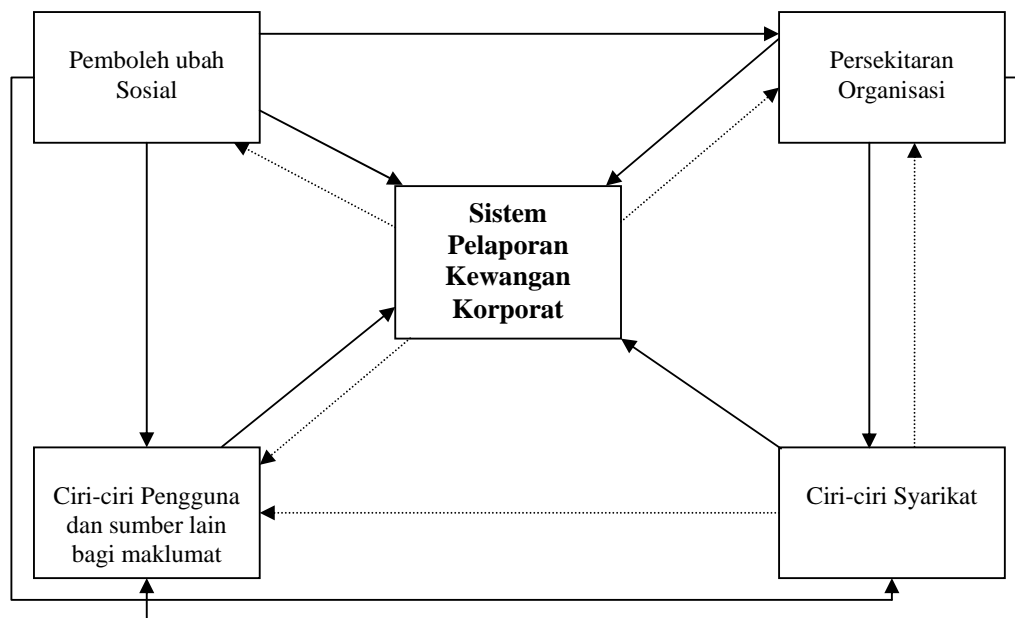 Pemboleh ubah
Sosial
Persekitaran
Organisasi
Sistem
Pelaporan
Kewangan
Korporat
Ciri-ciri Pengguna
dan sumber lain
bagi maklumat
Ciri-ciri Syarikat